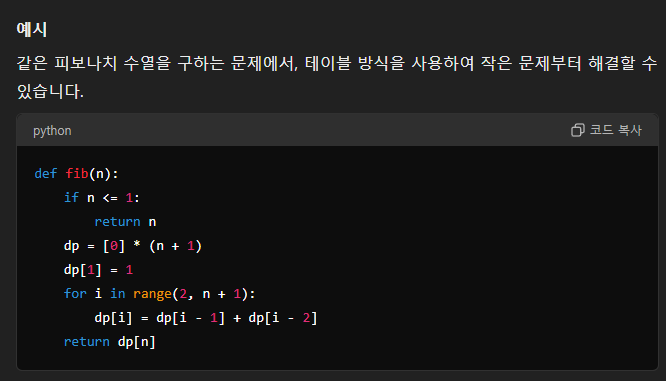 예시
같은 피보나치 수열을 구하는 문제에서, 테이블 방식을 사용하여 작은 문제부터 해결할 수
있습니다.
python
코드 복사
def fib(n):
    if n <= 1:
        return n
    dp = [0] * (n + 1)
    dp[1] = 1
    for i in range(2, n + 1):
        dp[i] = dp[i - 1] + dp[i - 2]
    return dp[n]